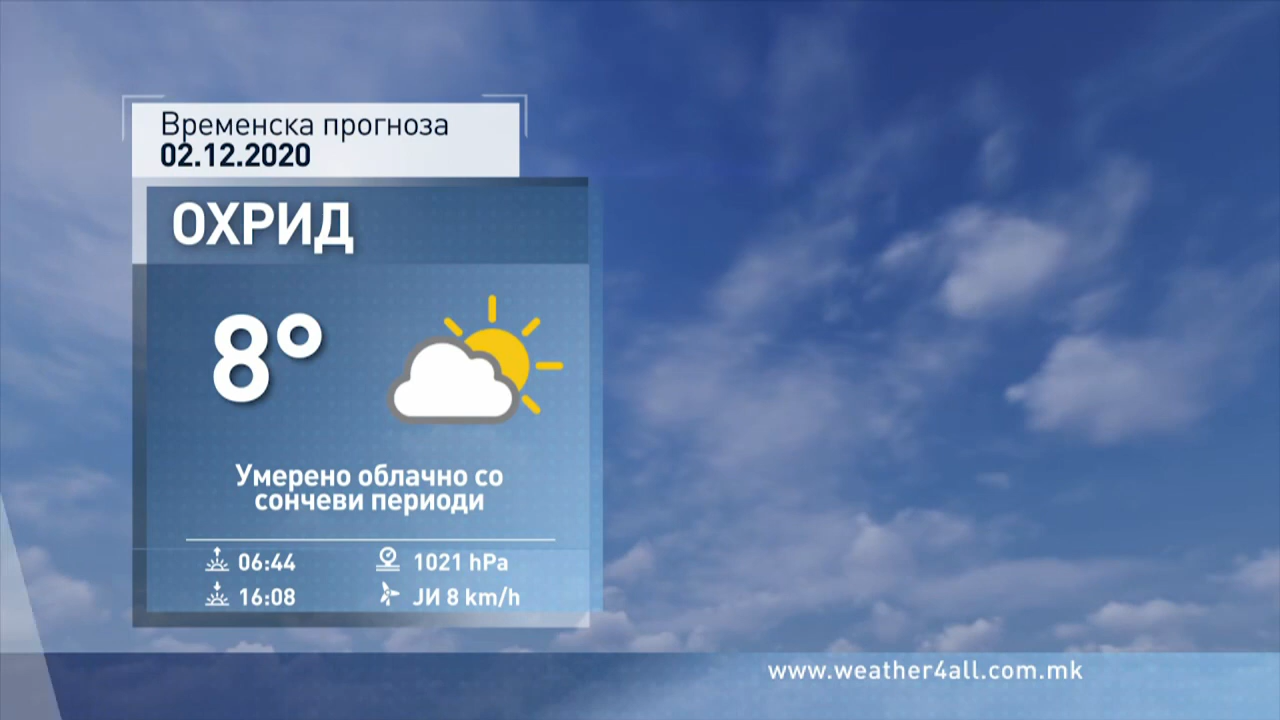 Временска прогноза
02.12.2020
ОХРИД
8°
Умерено облачно со
сончеви периоди
06:44
1021 hPa
16:08
ЈИ 8 km/h
www.weather4all.com.mk